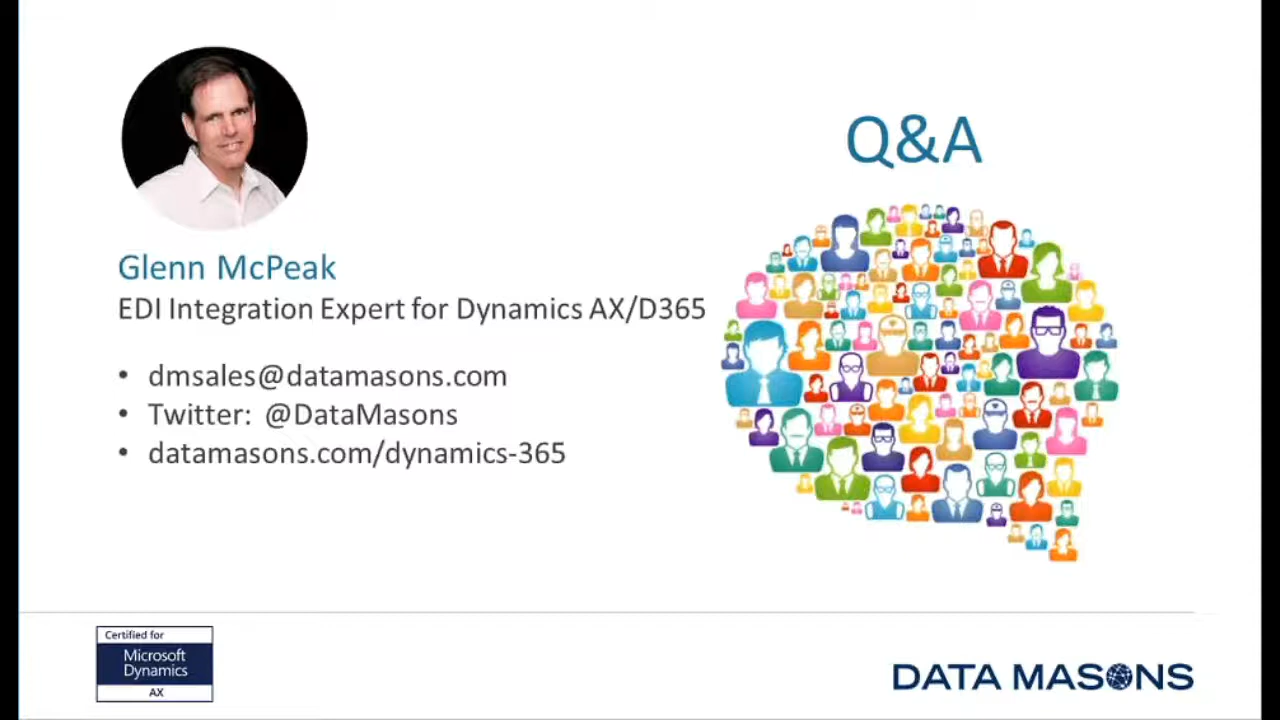 Q&A
Glenn McPeak
EDI Integration Expert for Dynamics AX/D365
• dmsales@datamasons.com
• Twitter: @DataMasons
• datamasons.com/dynamics-365
Certified for
Microsoft
Dynamics
AX
DATA MASONS